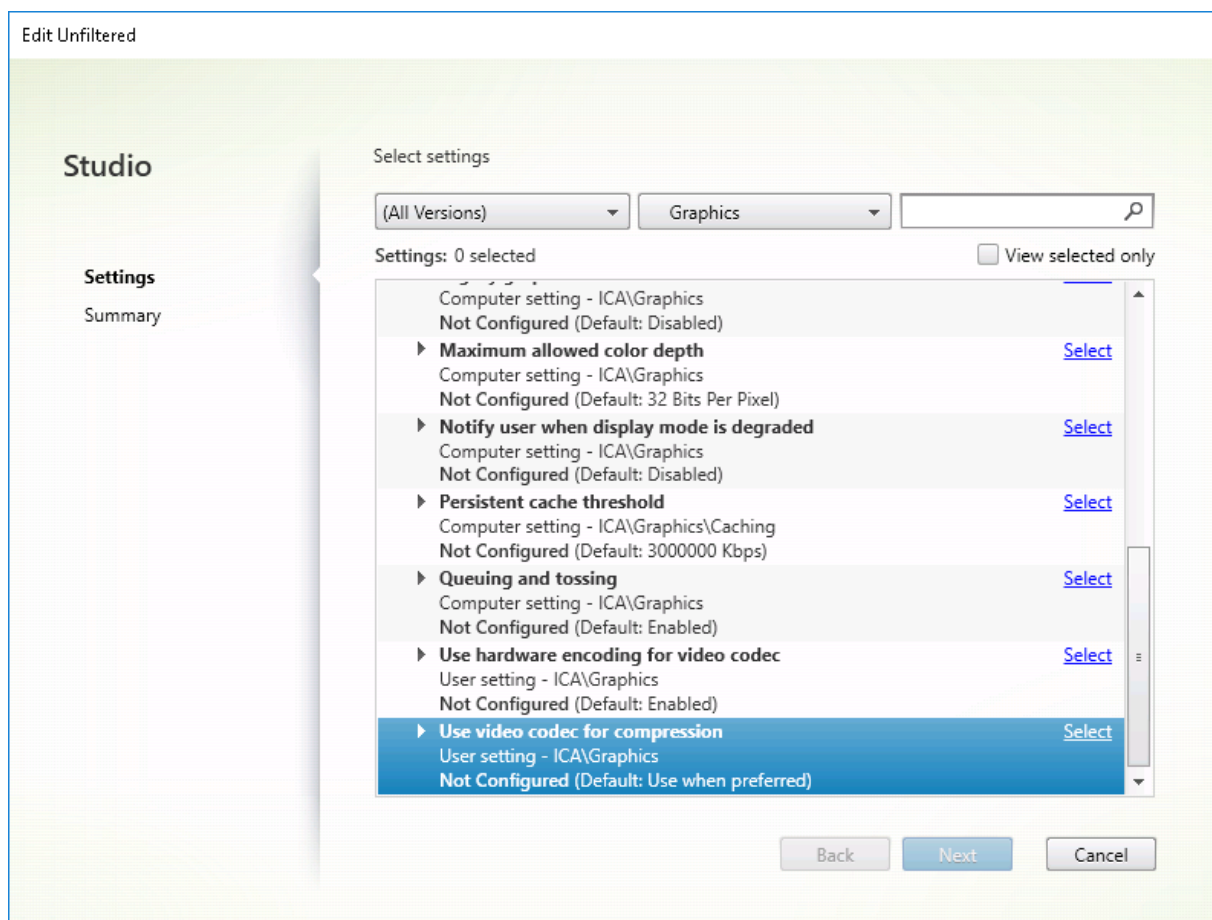 Edit Unfiltered
Studio
Settings
Summary
Select settings
(All Versions) Graphics
Settings: 0 selected View selected only
Computer setting - ICA\Graphics
Not Configured (Default: Disabled)
Maximum allowed color depth Select
Computer setting - ICA\Graphics
Not Configured (Default: 32 Bits Per Pixel)
Notify user when display mode is degraded Select
Computer setting - ICA\Graphics
Not Configured (Default: Disabled)
Persistent cache threshold Select
Computer setting - ICA\Graphics\Caching
Not Configured (Default: 3000000 Kbps)
Queuing and tossing Select
Computer setting - ICA\Graphics
Not Configured (Default: Enabled)
Use hardware encoding for video codec Select
User setting - ICA\Graphics
Not Configured (Default: Enabled)
Use video codec for compression Select
User setting - ICA\Graphics
Not Configured (Default: Use when preferred)
Back Next Cancel